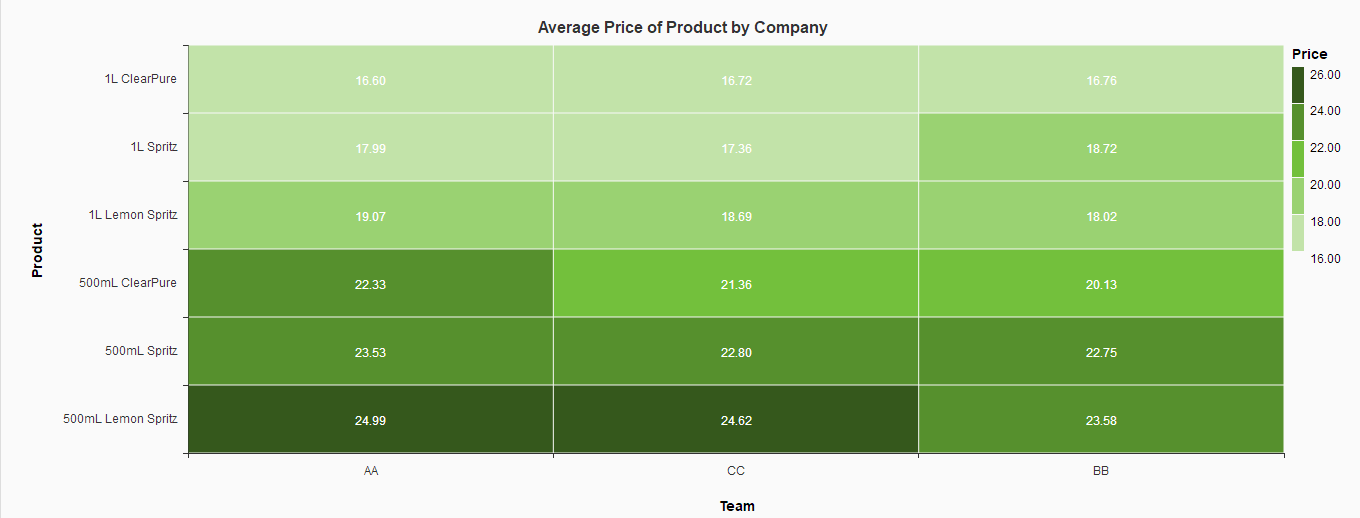 Average Price of Product by Company
Price
26.00
24.00
22.00
20.00
18.00
16.00
Product
1L ClearPure 16.60 16.72 16.76
1L Spritz 17.99 17.36 18.72
1L Lemon Spritz 19.07 18.69 18.02
500mL ClearPure 22.33 21.36 20.13
500mL Spritz 23.53 22.80 22.75
500mL Lemon Spritz 24.99 24.62 23.58
AA CC BB
Team